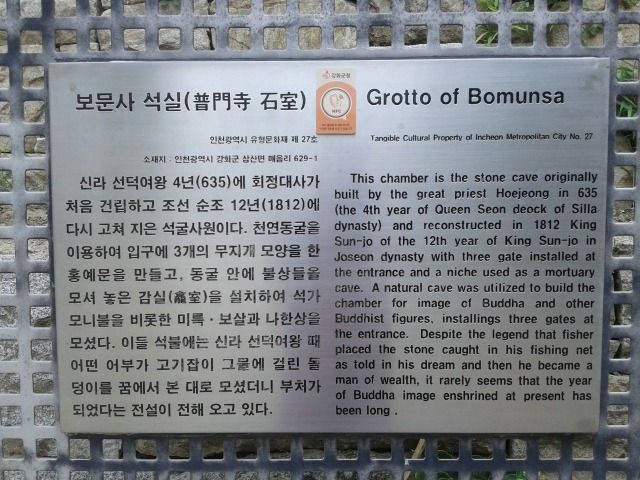 보문사 석실(普門寺 石室)
인천광역시 유형문화재 제 27호
소재지 : 인천광역시 강화군 삼산면 매음리 629-1
신라 선덕여왕 4년(635)에 회정대사가
처음 건립하고 조선 순조 12년(1812)에
다시 고쳐 지은 석굴사원이다. 천연동굴을
이용하여 입구에 3개의 무지개 모양을 한
홍예문을 만들고, 동굴 안에 불상들을
모셔 놓은 감실(龕室)을 설치하여 석가
모니불을 비롯한 미륵·보살과 나한상을
모셨다. 이들 석불에는 신라 선덕여왕 때
어떤 어부가 고기잡이 그물에 걸린 돌
덩이를 꿈에서 본 대로 모셨더니 부처가
되었다는 전설이 전해 오고 있다.
강화군청
Grotto of Bomunsa
Tangible Cultural Property of Incheon Metropolitan City No. 27
This chamber is the stone cave originally
built by the great priest Hoejeong in 635
(the 4th year of Queen Seon deock of Silla
dynasty) and reconstructed in 1812 King
Sun-jo of the 12th year of King Sun-jo in
Joseon dynasty with three gate installed at
the entrance and a niche used as a mortuary
cave. A natural cave was utilized to build the
chamber for image of Buddha and other
Buddhist figures, installings three gates at
the entrance. Despite the legend that fisher
placed the stone caught in his fishing net
as told in his dream and then he became a
man of wealth, it rarely seems that the year
of Buddha image enshrined at present has
been long .